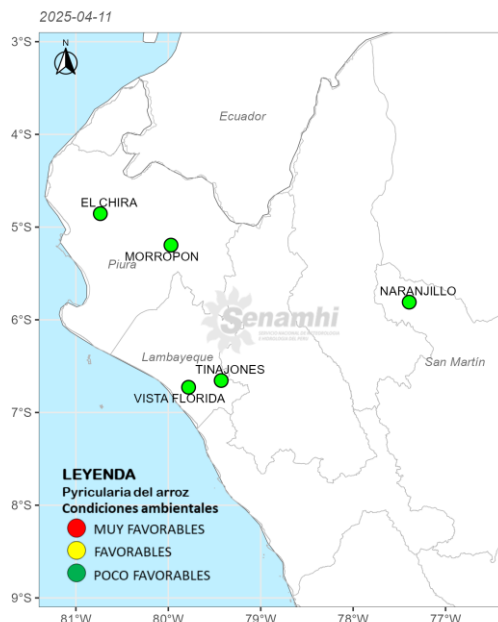 2025-04-11
3°S
N
Ecuador
4°S
EL CHIRA
5°S
MORROPON
Piura
NARANJILLO
6°S
Senamhi
Lambayeque
TINAJONES
San Martín
VISTA FLORIDA
7°S
LEYENDA
Pyricularia del arroz
Condiciones ambientales
8°S
MUY FAVORABLES
FAVORABLES
POCO FAVORABLES
9°S
81°W 80°W 79°W 78°W 77°W